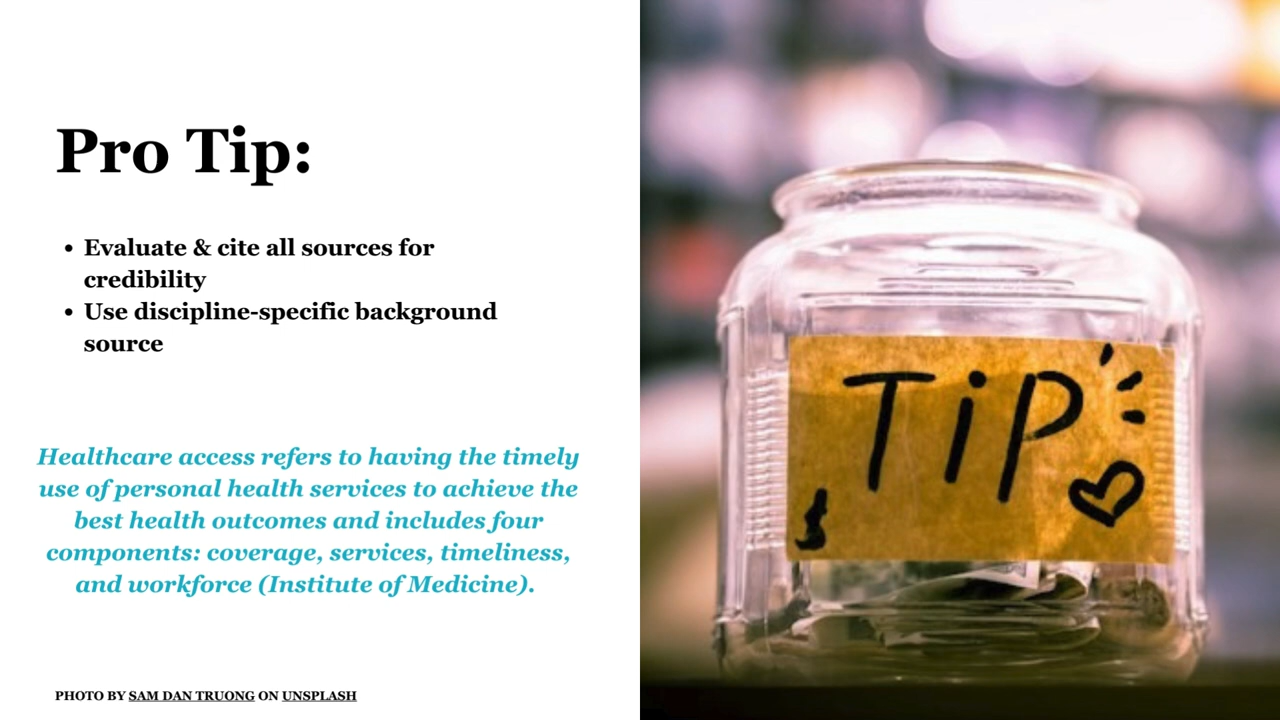 Pro Tip:
• Evaluate & cite all sources for
credibility
• Use discipline-specific background
source
Healthcare access refers to having the timely
use of personal health services to achieve the
best health outcomes and includes four
components: coverage, services, timeliness,
and workforce (Institute of Medicine).
PHOTO BY SAM DAN TRUONG ON UNSPLASH
TiP
$